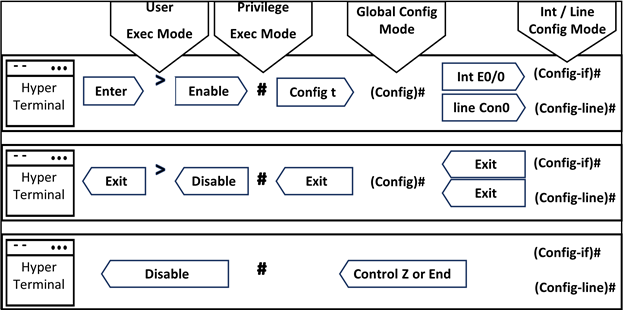 User Privilege Global Config Int / Line
Exec Mode Exec Mode Mode Config Mode
Hyper
Terminal
Enter > Enable # Config t (Config)# Int E0/0 (Config-if)#
line Con0 (Config-line)#
Hyper
Terminal
Exit > Disable # Exit (Config)# Exit (Config-if)#
Exit (Config-line)#
Hyper
Terminal
Disable # Control Z or End (Config-if)#
(Config-line)#